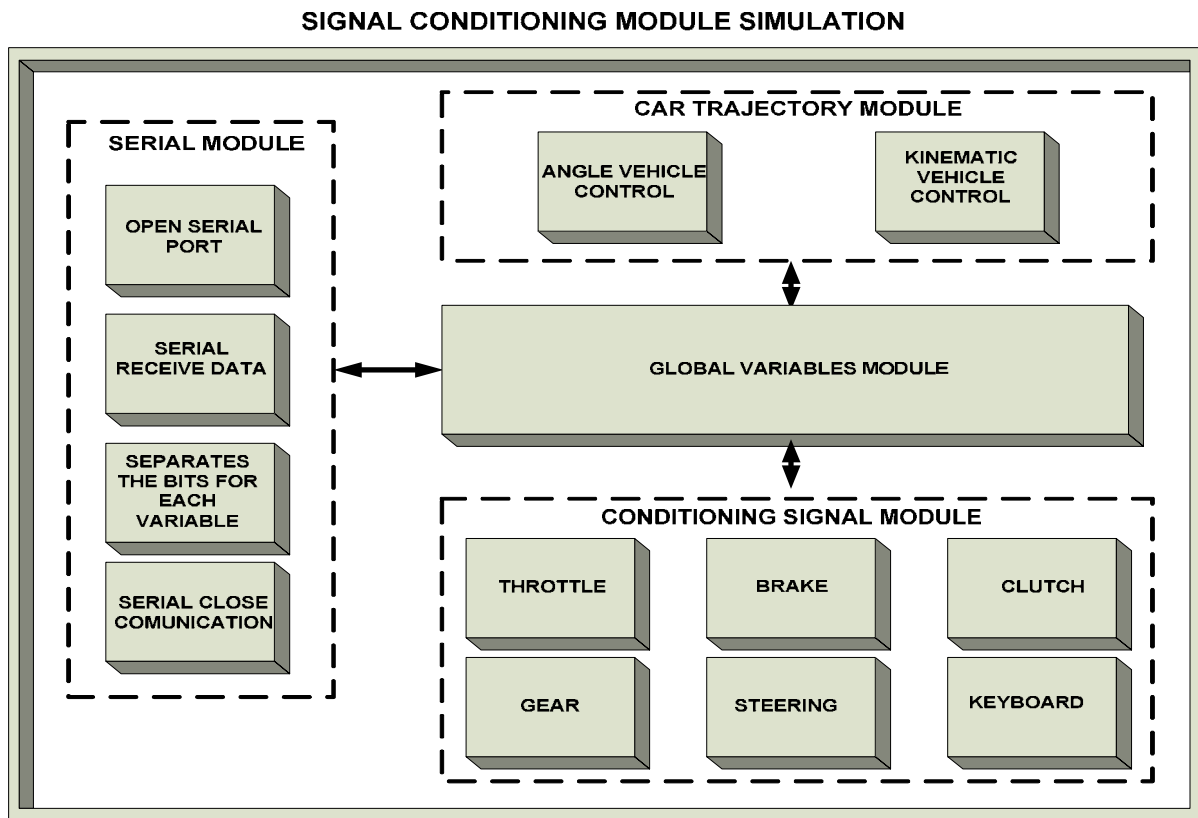 SIGNAL CONDITIONING MODULE SIMULATION
SERIAL MODULE
OPEN SERIAL
PORT
SERIAL
RECEIVE DATA
SEPARATES
THE BITS FOR
EACH
VARIABLE
SERIAL CLOSE
COMUNICATION
CAR TRAJECTORY MODULE
ANGLE VEHICLE
CONTROL
KINEMATIC
VEHICLE
CONTROL
GLOBAL VARIABLES MODULE
CONDITIONING SIGNAL MODULE
THROTTLE
BRAKE
CLUTCH
GEAR
STEERING
KEYBOARD